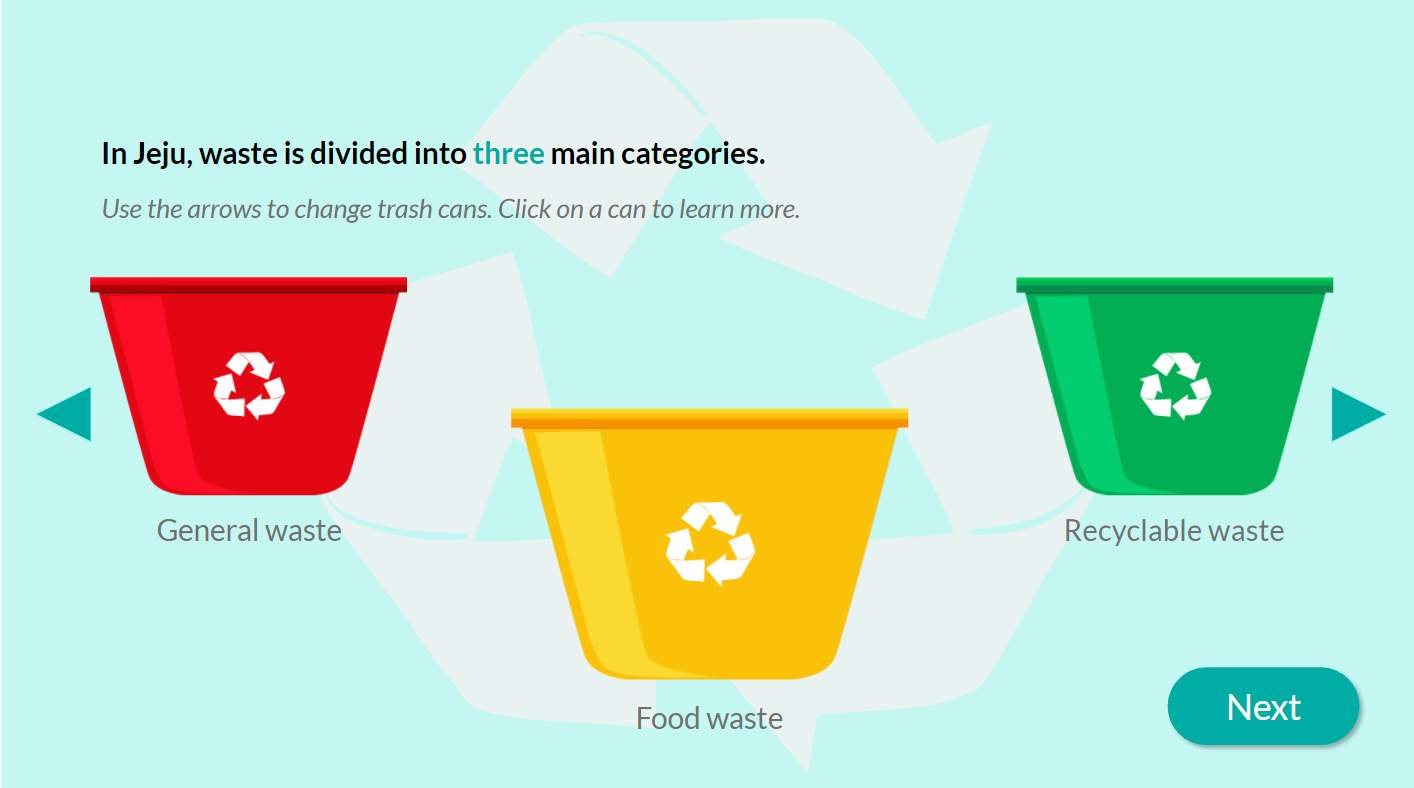 In Jeju, waste is divided into three main categories.
Use the arrows to change trash cans. Click on a can to learn more.
General waste
Recyclable waste
Food waste
Next